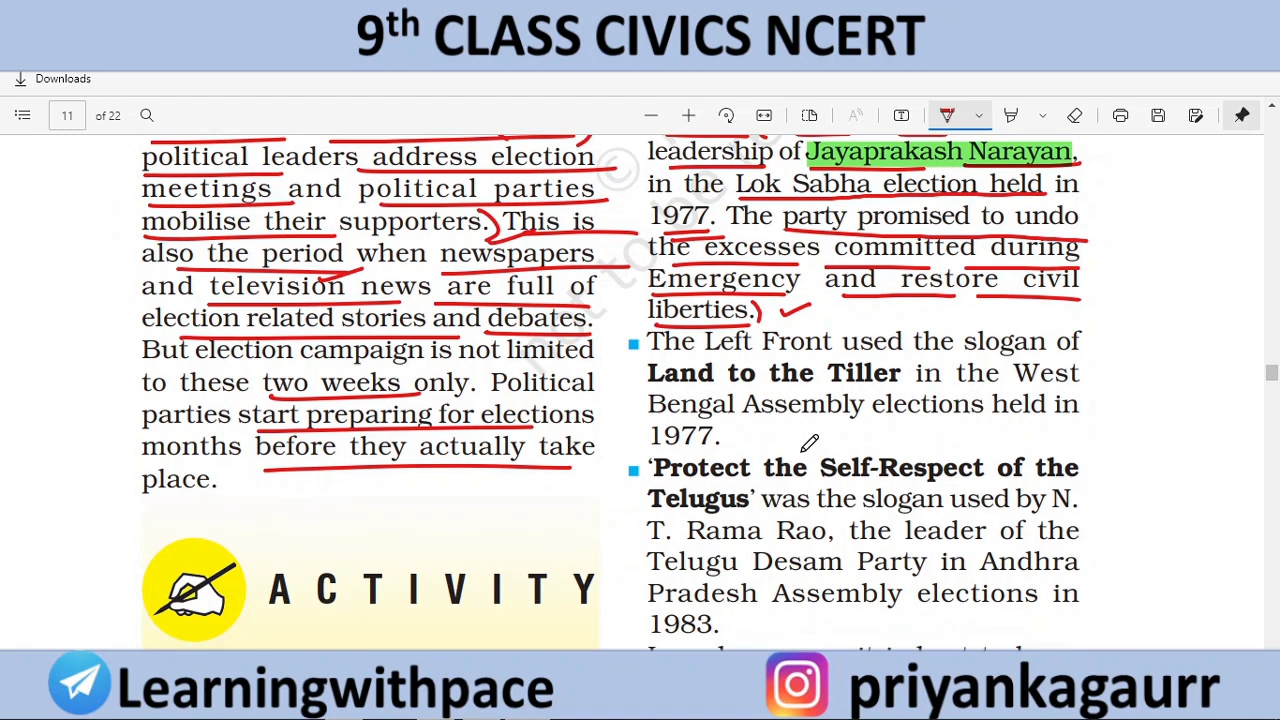 9th CLASS CIVICS NCERT
Downloads
11 of 22
political leaders address election
meetings and political parties
mobilise their supporters. This is
also the period when newspapers
and television news are full of
election related stories and debates.
But election campaign is not limited
to these two weeks only. Political
parties start preparing for elections
months before they actually take
place.
ACTIVITY
leadership of Jayaprakash Narayan,
in the Lok Sabha election held in
1977. The party promised to undo
the excesses committed during
Emergency and restore civil
liberties.
The Left Front used the slogan of
Land to the Tiller in the West
Bengal Assembly elections held in
1977.
‘Protect the Self-Respect of the
Telugus’ was the slogan used by N.
T. Rama Rao, the leader of the
Telugu Desam Party in Andhra
Pradesh Assembly elections in
1983.
© not to be
Learningwithpace
priyankagaurr